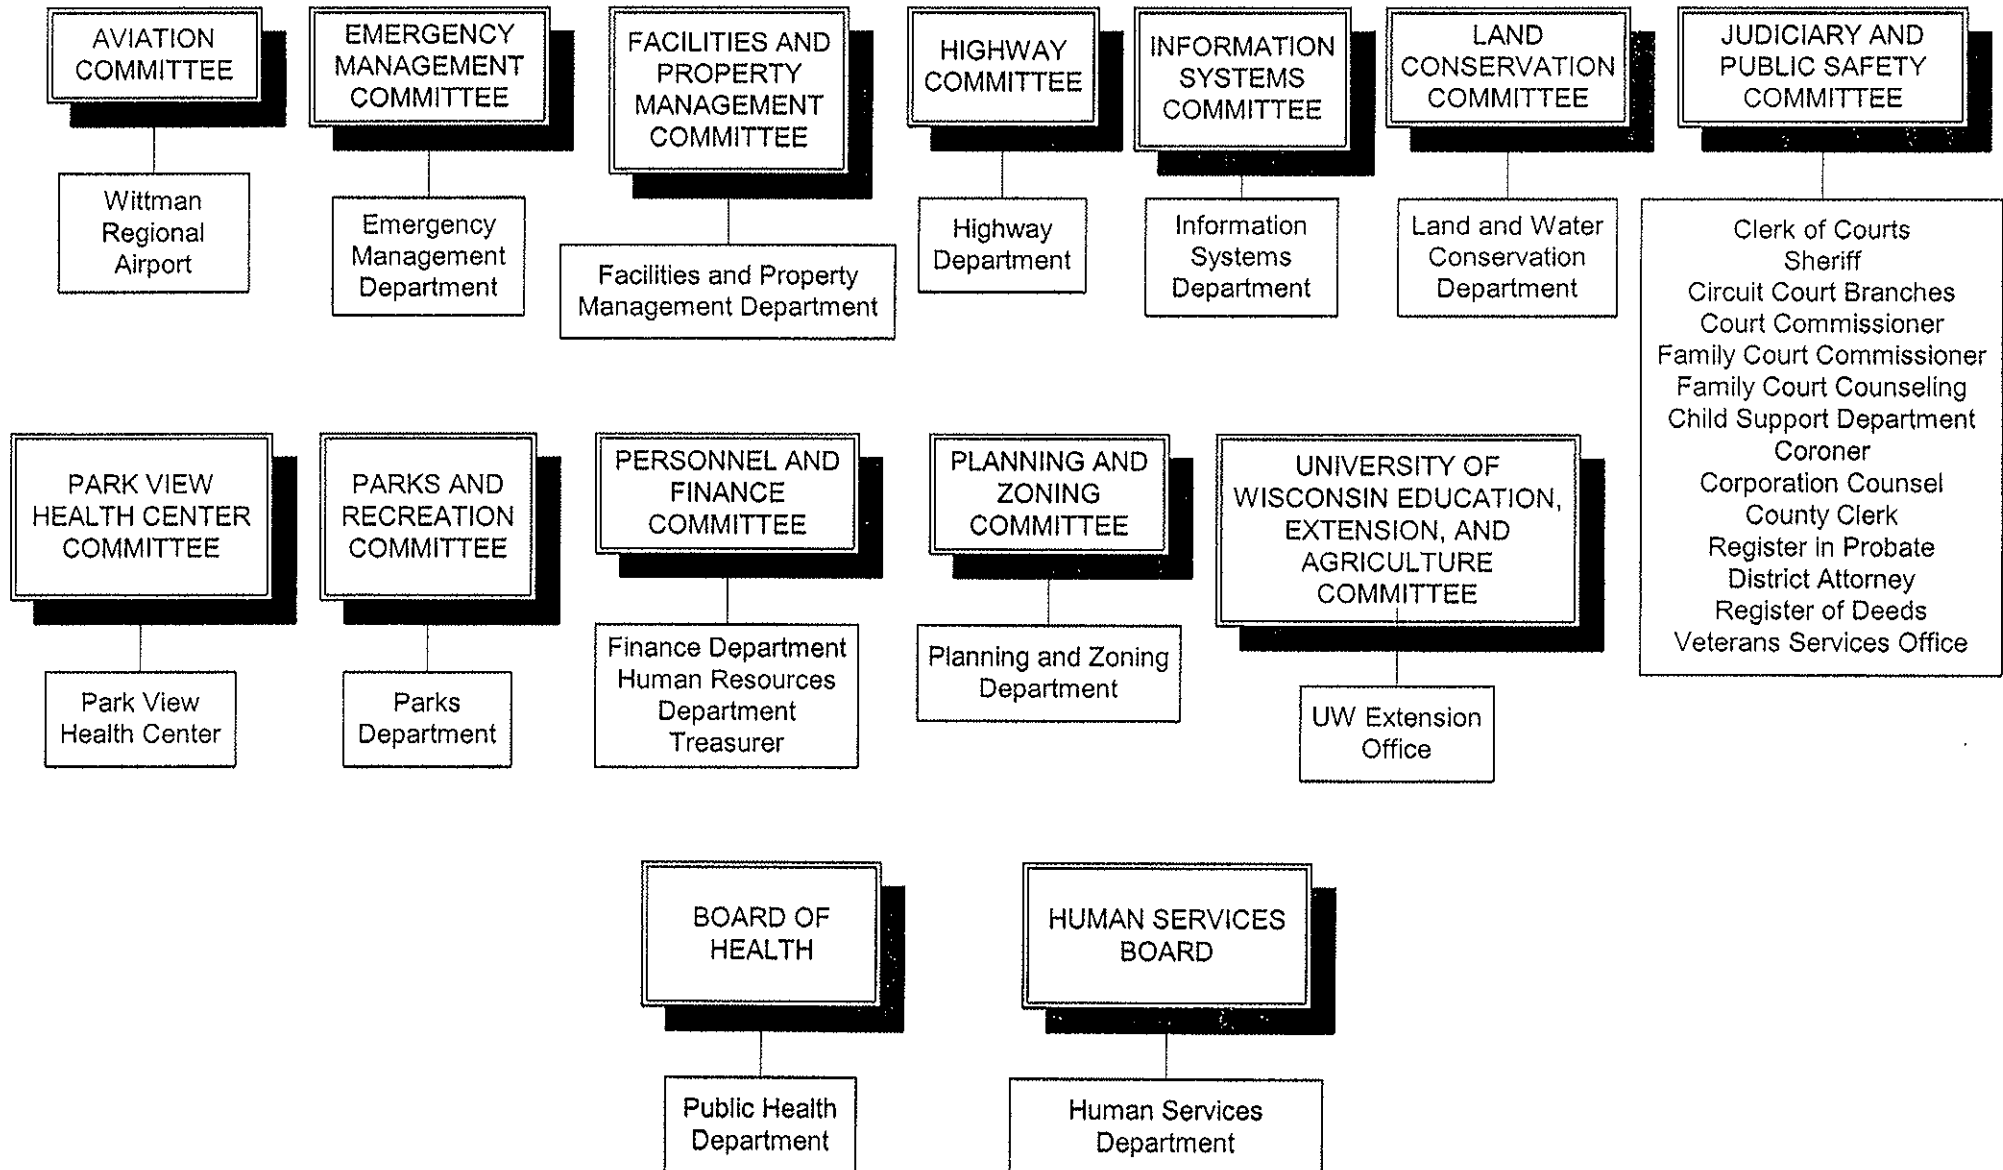 AVIATION
COMMITTEE
Wittman
Regional
Airport
EMERGENCY
MANAGEMENT
COMMITTEE
Emergency
Management
Department
FACILITIES AND
PROPERTY
MANAGEMENT
COMMITTEE
Facilities and Property
Management Department
HIGHWAY
COMMITTEE
Highway
Department
INFORMATION
SYSTEMS
COMMITTEE
Information
Systems
Department
LAND
CONSERVATION
COMMITTEE
Land and Water
Conservation
Department
JUDICIARY AND
PUBLIC SAFETY
COMMITTEE
Clerk of Courts
Sheriff
Circuit Court Branches
Court Commissioner
Family Court Commissioner
Family Court Counseling
Child Support Department
Coroner
Corporation Counsel
County Clerk
Register in Probate
District Attorney
Register of Deeds
Veterans Services Office
PARK VIEW
HEALTH CENTER
COMMITTEE
Park View
Health Center
PARKS AND
RECREATION
COMMITTEE
Parks
Department
PERSONNEL AND
FINANCE
COMMITTEE
Finance Department
Human Resources
Department
Treasurer
PLANNING AND
ZONING
COMMITTEE
Planning and Zoning
Department
UNIVERSITY OF
WISCONSIN EDUCATION,
EXTENSION, AND
AGRICULTURE
COMMITTEE
UW Extension
Office
BOARD OF
HEALTH
Public Health
Department
HUMAN SERVICES
BOARD
Human Services
Department